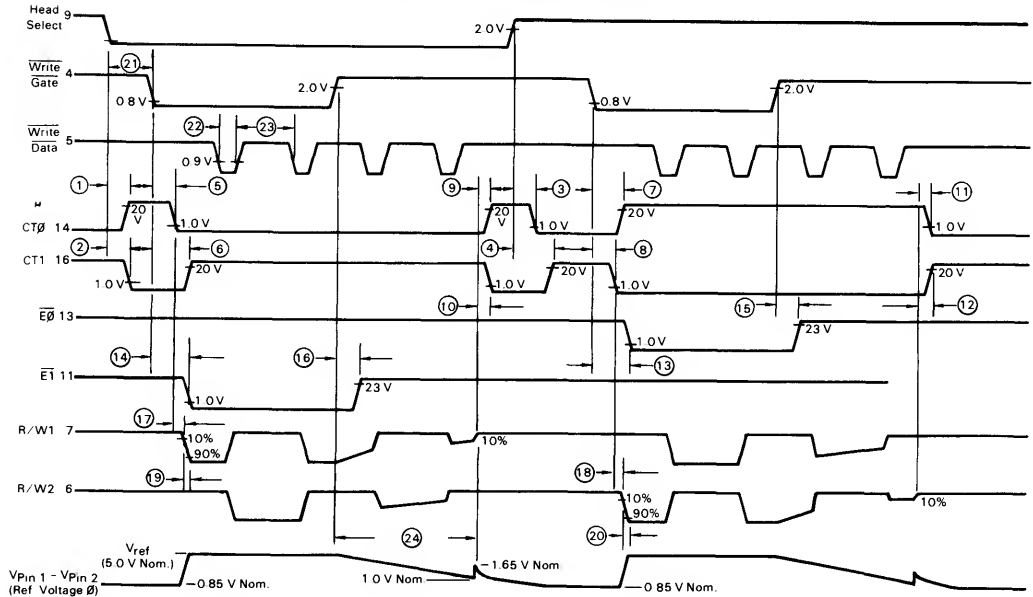 Head Select 9
2.0 V
21
Write Gate 4
0.8 V
2.0 V
0.8 V
2.0 V
22
23
Write Data 5
0.9 V
1
5
9
3
7
11
20 V
1.0 V
20 V
1.0 V
20 V
1.0 V
CTØ 14
2
6
4
8
CT1 16
1.0 V
20 V
1.0 V
20 V
1.0 V
20 V
10
15
12
EØ 13
1.0 V
23 V
14
16
13
E1 11
1.0 V
23 V
17
R/W1 7
10%
90%
10%
19
18
R/W2 6
10%
90%
10%
24
20
Vref
(5.0 V Nom.)
1.65 V Nom.
1.0 V Nom.
VPin 1 - VPin 2
(Ref Voltage Ø)
0.85 V Nom.
0.85 V Nom.